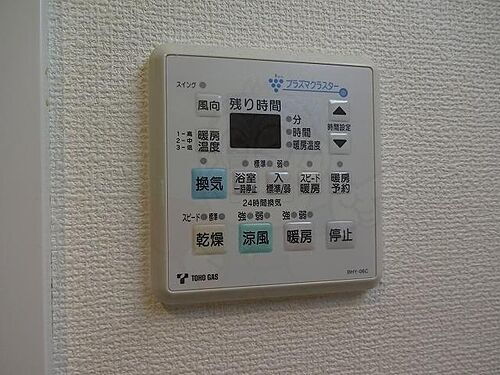 スイング
プラズマクラスター
風向
残り時間
分
時間
暖房温度
時間設定
1-高
2-中
3-低
暖房
温度
標準 弱
換気
浴室
一時停止
入
標準/弱
スピード
暖房
暖房
予約
24時間換気
スピード 標準
強 弱
強 弱
乾燥
涼風
暖房
停止
TOHO GAS
BHY-06C